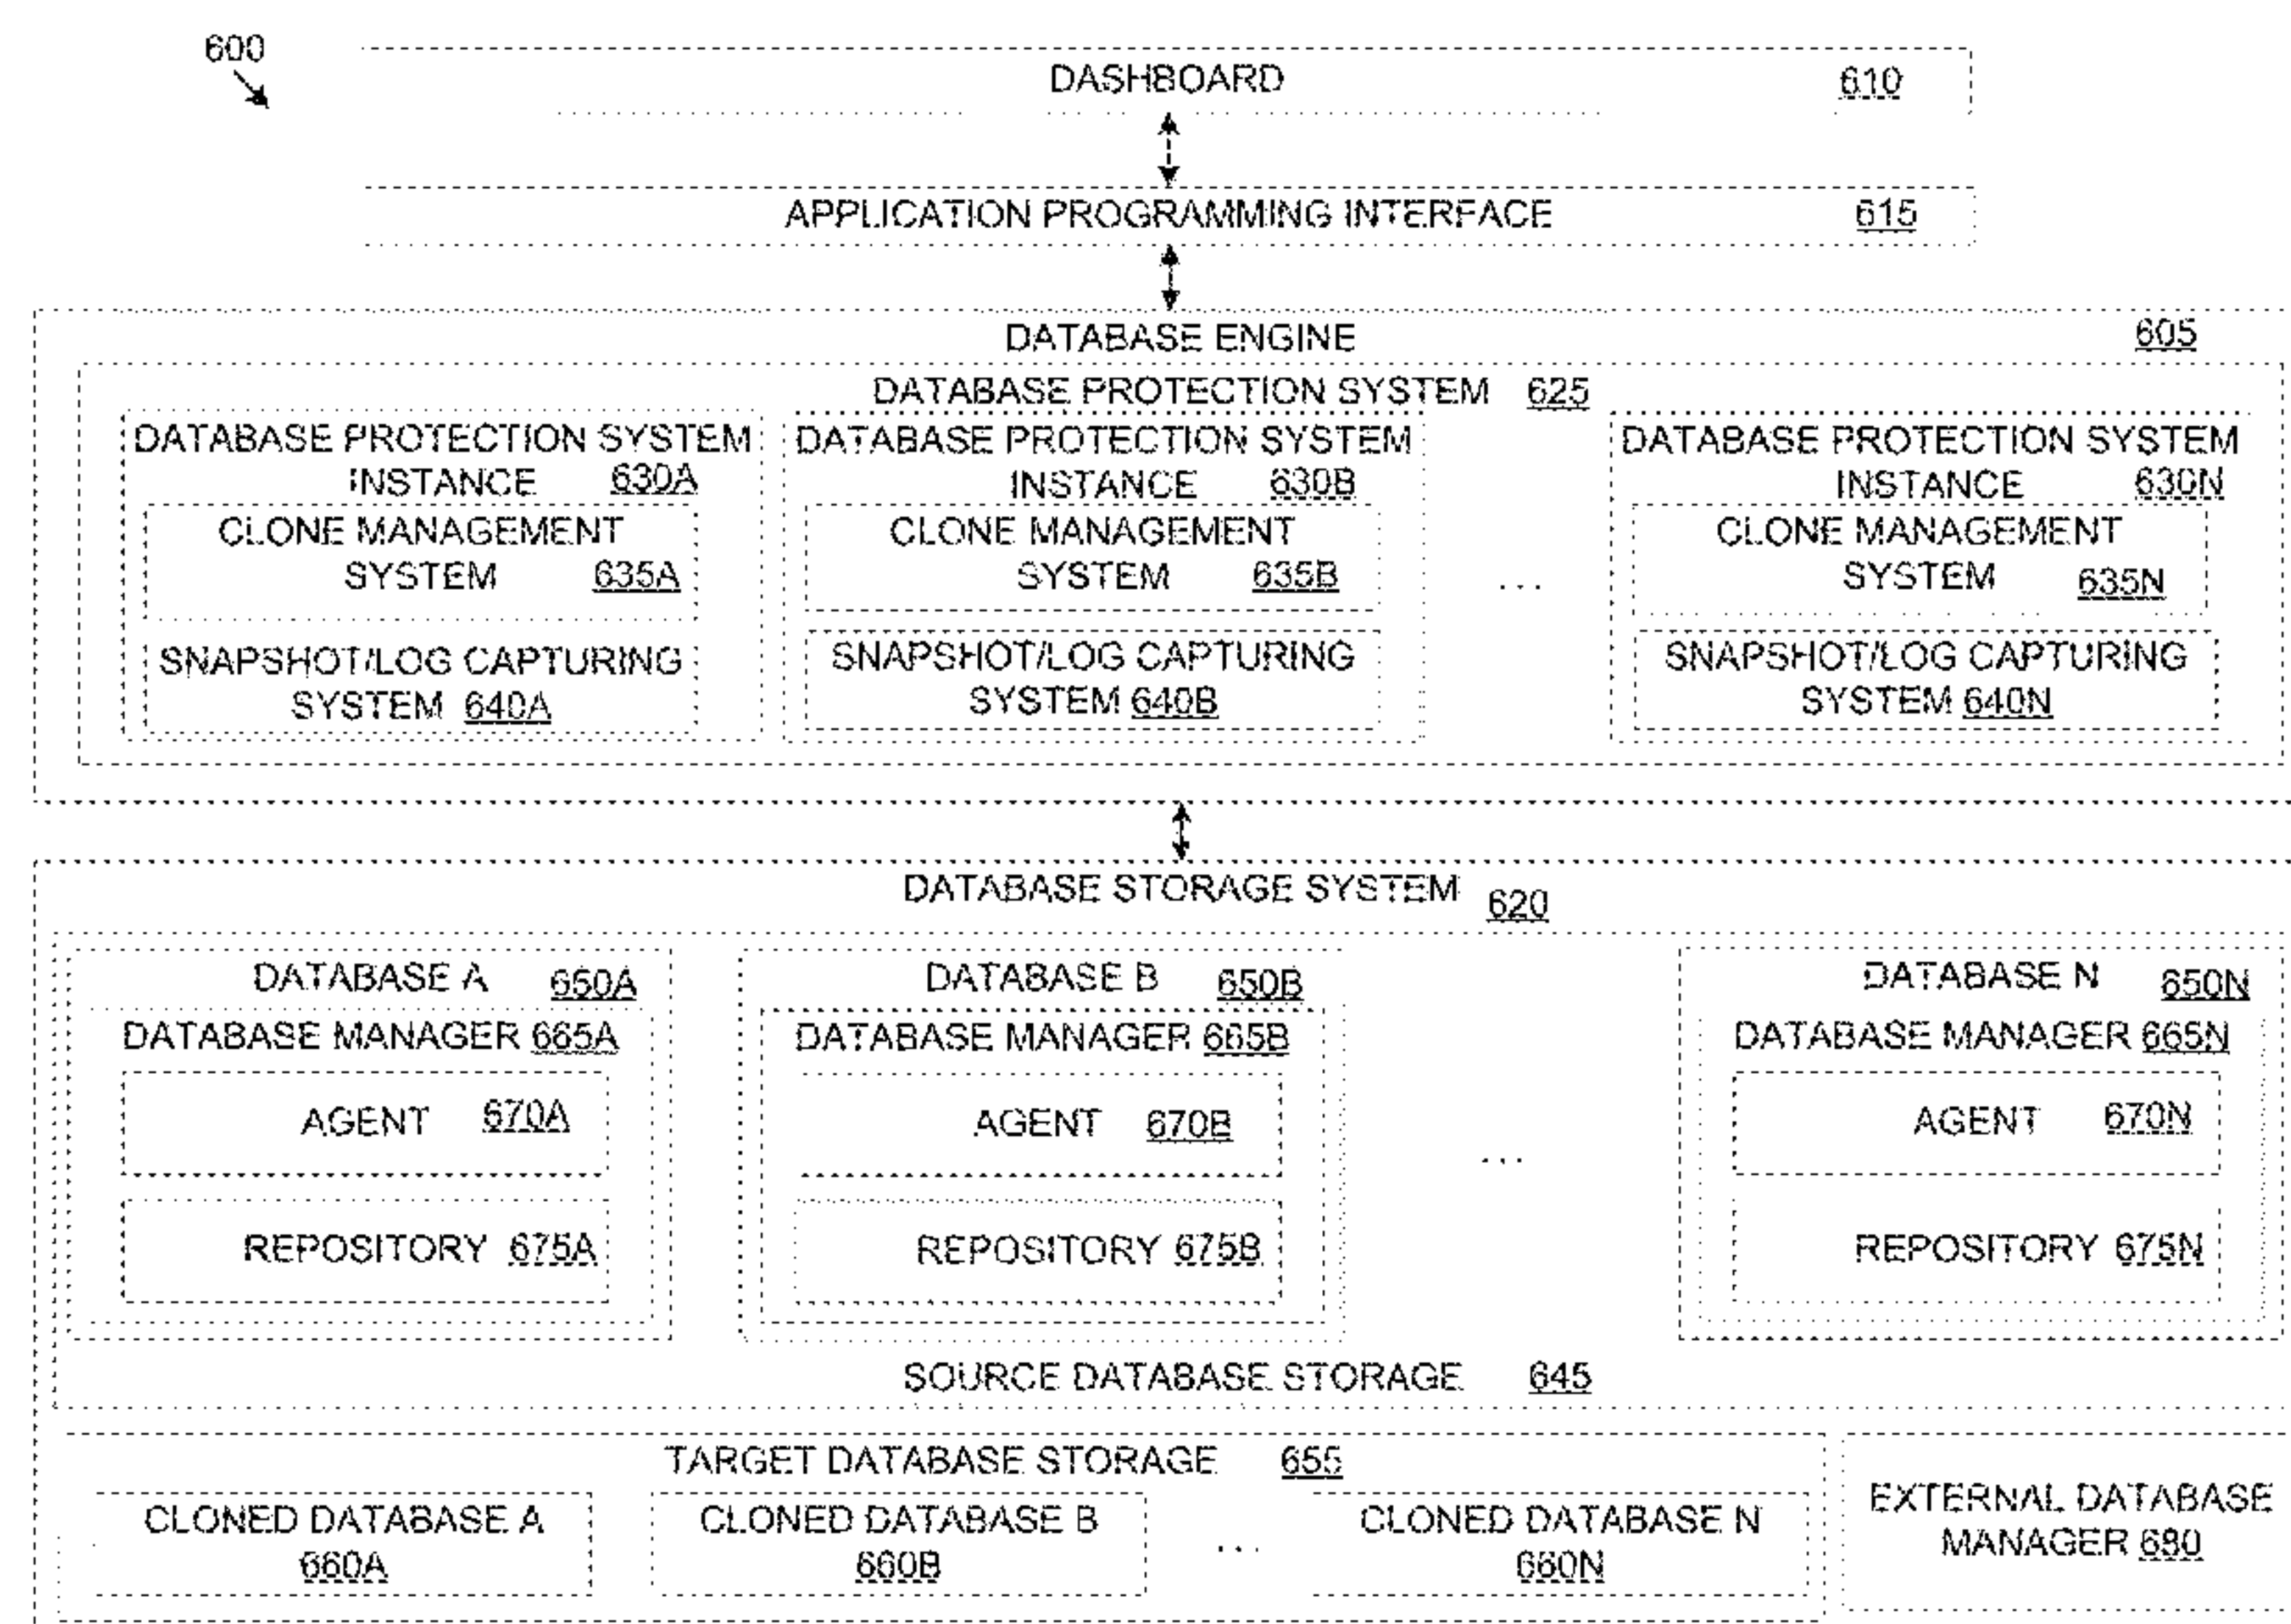 600
DASHBOARD 610
APPLICATION PROGRAMMING INTERFACE 615
DATABASE ENGINE 605
DATABASE PROTECTION SYSTEM 625
DATABASE PROTECTION SYSTEM
INSTANCE 630A
CLONE MANAGEMENT
SYSTEM 635A
SNAPSHOT/LOG CAPTURING
SYSTEM 640A
DATABASE PROTECTION SYSTEM
INSTANCE 630B
CLONE MANAGEMENT
SYSTEM 635B
SNAPSHOT/LOG CAPTURING
SYSTEM 640B
...
DATABASE PROTECTION SYSTEM
INSTANCE 630N
CLONE MANAGEMENT
SYSTEM 635N
SNAPSHOT/LOG CAPTURING
SYSTEM 640N
DATABASE STORAGE SYSTEM 620
DATABASE A 650A
DATABASE MANAGER 665A
AGENT 670A
REPOSITORY 675A
DATABASE B 650B
DATABASE MANAGER 665B
AGENT 670B
REPOSITORY 675B
...
DATABASE N 650N
DATABASE MANAGER 665N
AGENT 670N
REPOSITORY 675N
SOURCE DATABASE STORAGE 645
TARGET DATABASE STORAGE 655
CLONED DATABASE A
660A
CLONED DATABASE B
660B
...
CLONED DATABASE N
660N
EXTERNAL DATABASE
MANAGER 680